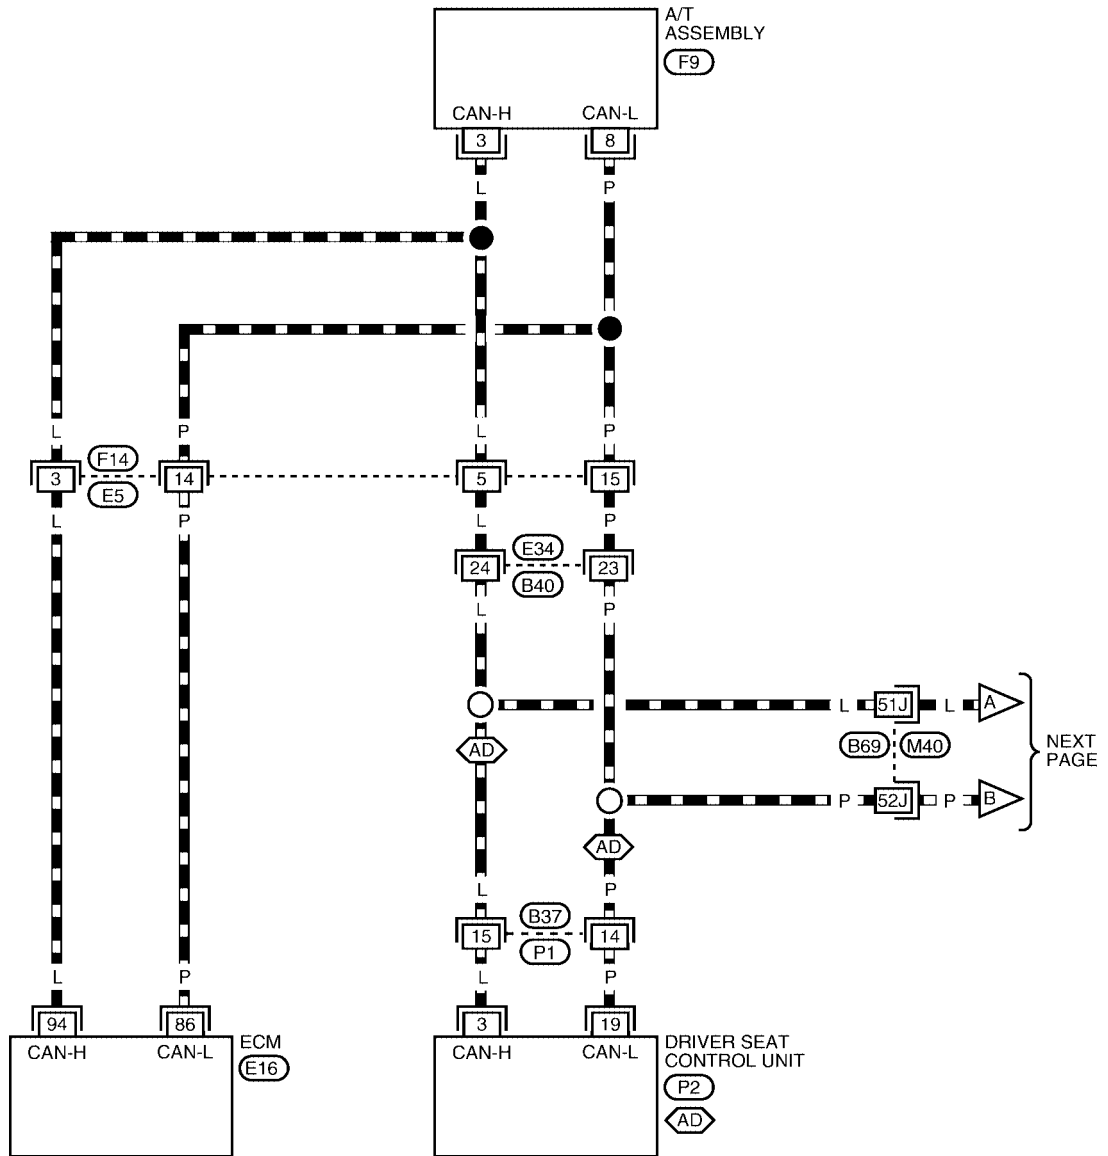 A/T
ASSEMBLY
F9
CAN-H CAN-L
3 8
L P
L P L P
F14
3 14 5 15
E5
L P L P
E34
24 23
B40
L P
L 51J L A
AD
B69 M40
NEXT
PAGE
P 52J P B
AD
L P
B37
15 14
P1
L P L P
94 86 3 19
ECM
DRIVER SEAT
CAN-H CAN-L CAN-H CAN-L
CONTROL UNIT
E16
P2
AD